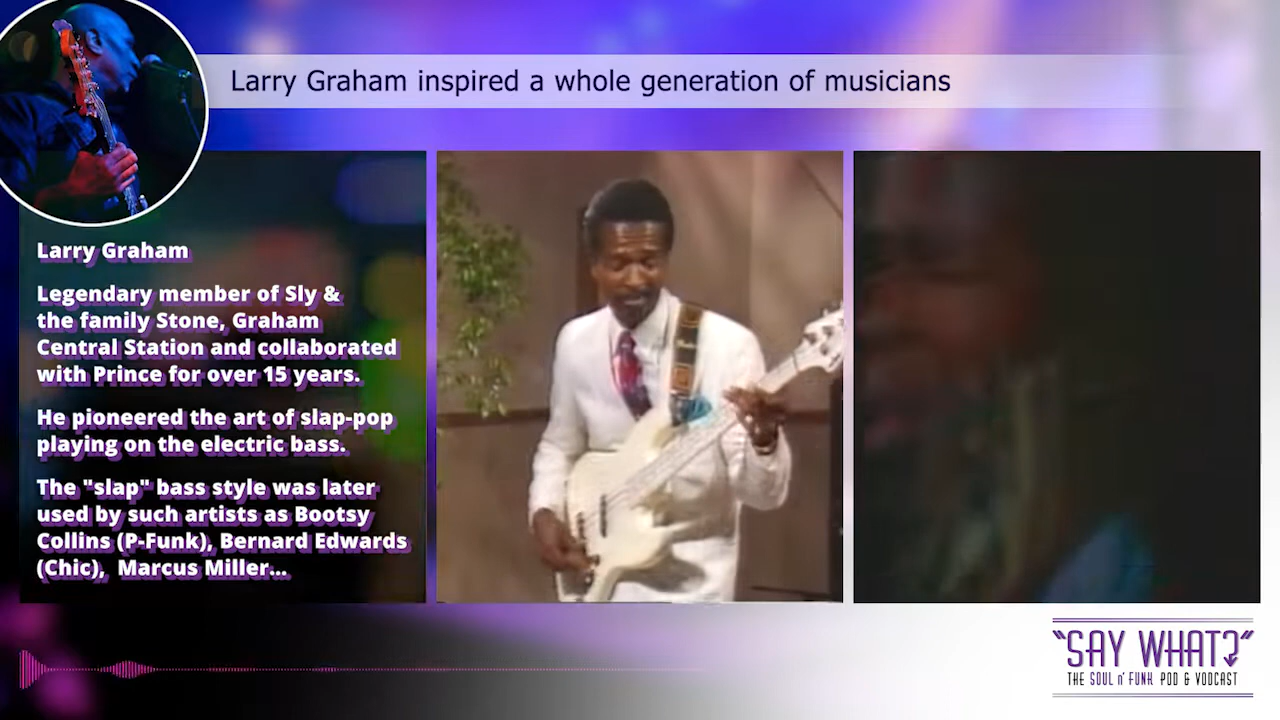 Larry Graham inspired a whole generation of musicians
Larry Graham
Legendary member of Sly &
the family Stone, Graham
Central Station and collaborated
with Prince for over 15 years.
He pioneered the art of slap-pop
playing on the electric bass.
The "slap" bass style was later
used by such artists as Bootsy
Collins (P-Funk), Bernard Edwards
(Chic),  Marcus Miller...
"SAY WHAT?"
THE SOUL n' FUNK POD & VODCAST